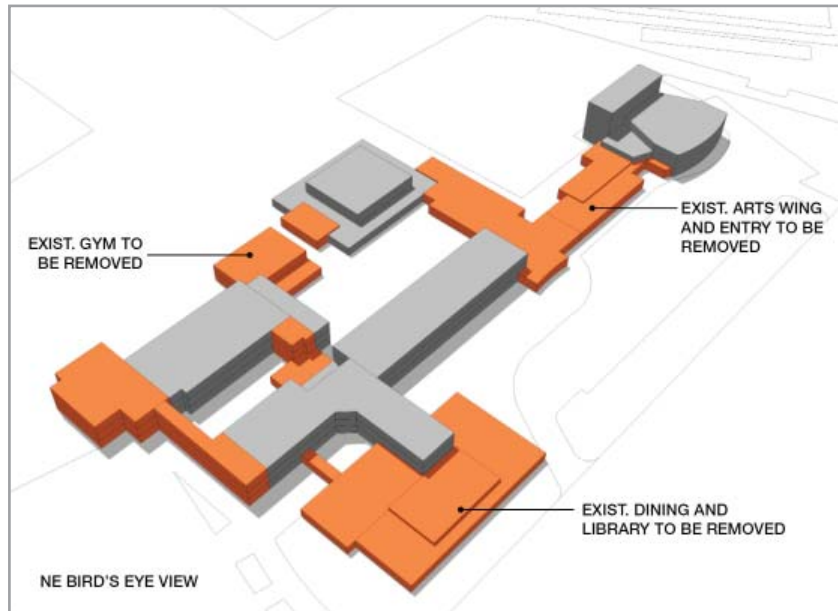 EXIST. GYM TO
BE REMOVED
EXIST. ARTS WING
AND ENTRY TO BE
REMOVED
EXIST. DINING AND
LIBRARY TO BE REMOVED
NE BIRD'S EYE VIEW